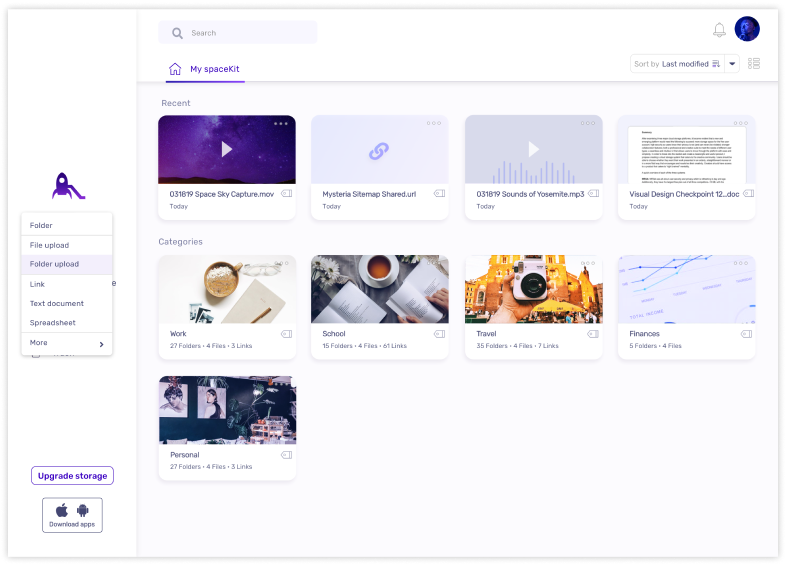 Search
My spaceKit
Sort by Last modified
Recent
031819 Space Sky Capture.mov
Today
Mysteria Sitemap Shared.url
Today
031819 Sounds of Yosemite.mp3
Today
Visual Design Checkpoint 12...doc
Today
Folder
File upload
Folder upload
Link
e
Text document
Spreadsheet
More
Categories
Work
27 Folders • 4 Files • 3 Links
School
15 Folders • 4 Files • 61 Links
Travel
35 Folders • 4 Files • 7 Links
TOTAL INCOME
Finances
5 Folders • 4 Files
Personal
27 Folders • 4 Files • 3 Links
Upgrade storage
Download apps